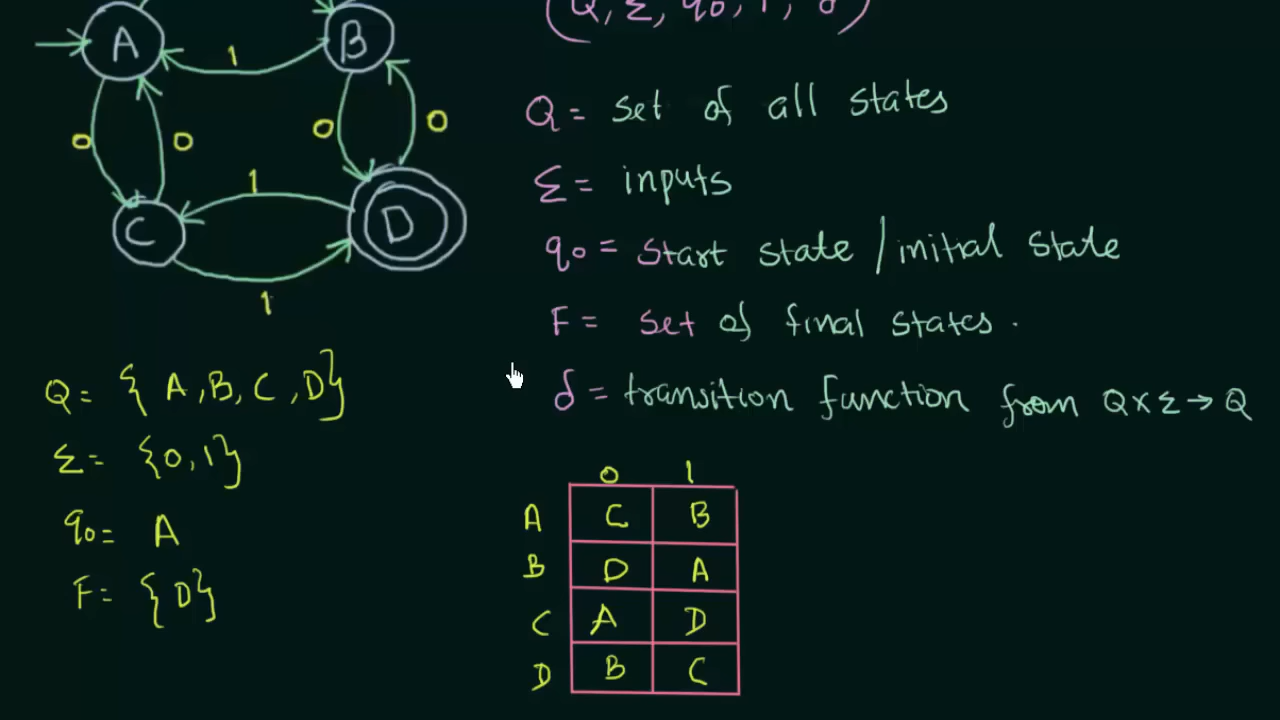 (Q, Σ, q0, F, δ)
A
B
1
0
0
0
0
1
C
D
1
Q = set of all states
Σ = inputs
q0 = start state / initial state
F = set of final states.
δ = transition function from Q × Σ → Q
Q = { A, B, C, D }
Σ = {0, 1}
q0 = A
F = { D }
0 1
A C B
B D A
C A D
D B C